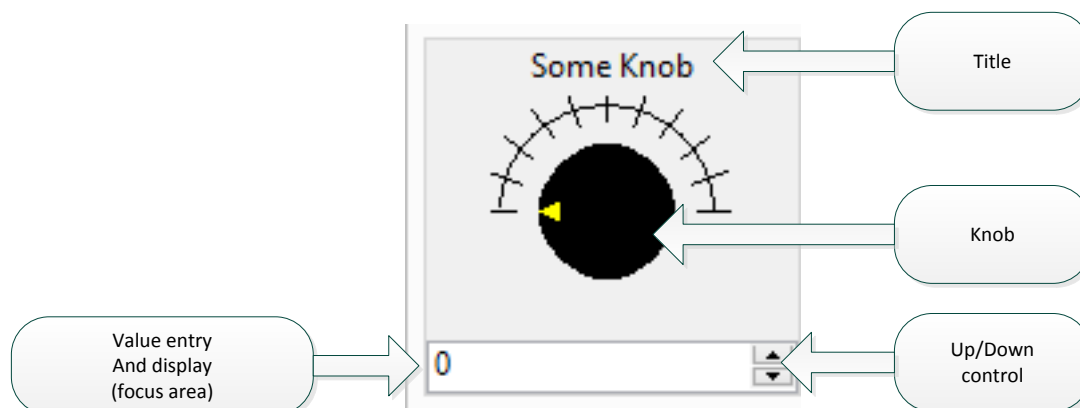 Some Knob
Title
Knob
Value entry
And display
(focus area)
0
Up/Down
control